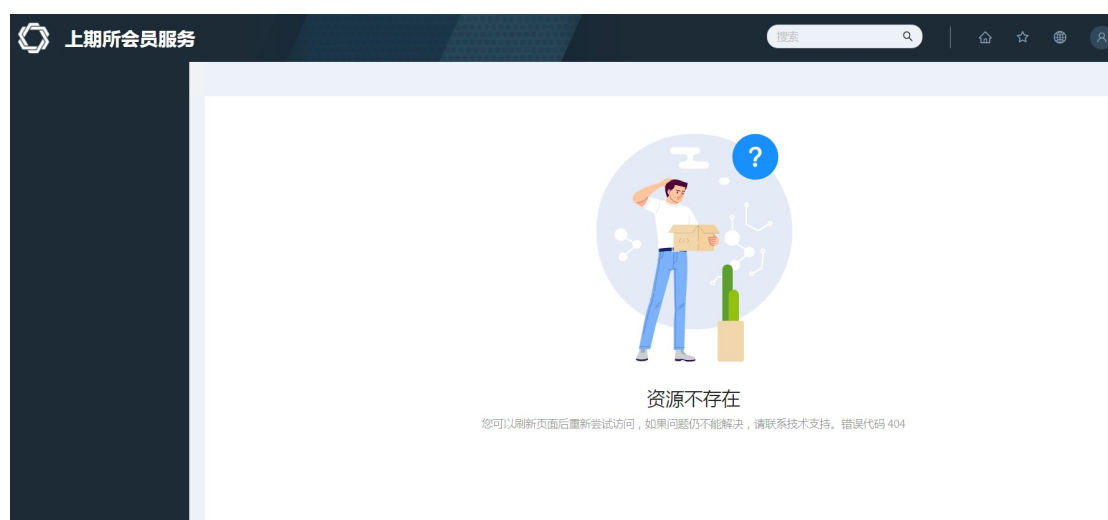 上期所会员服务
搜索
?
资源不存在
您可以刷新页面后重新尝试访问，如果问题仍不能解决，请联系技术支持。错误代码 404